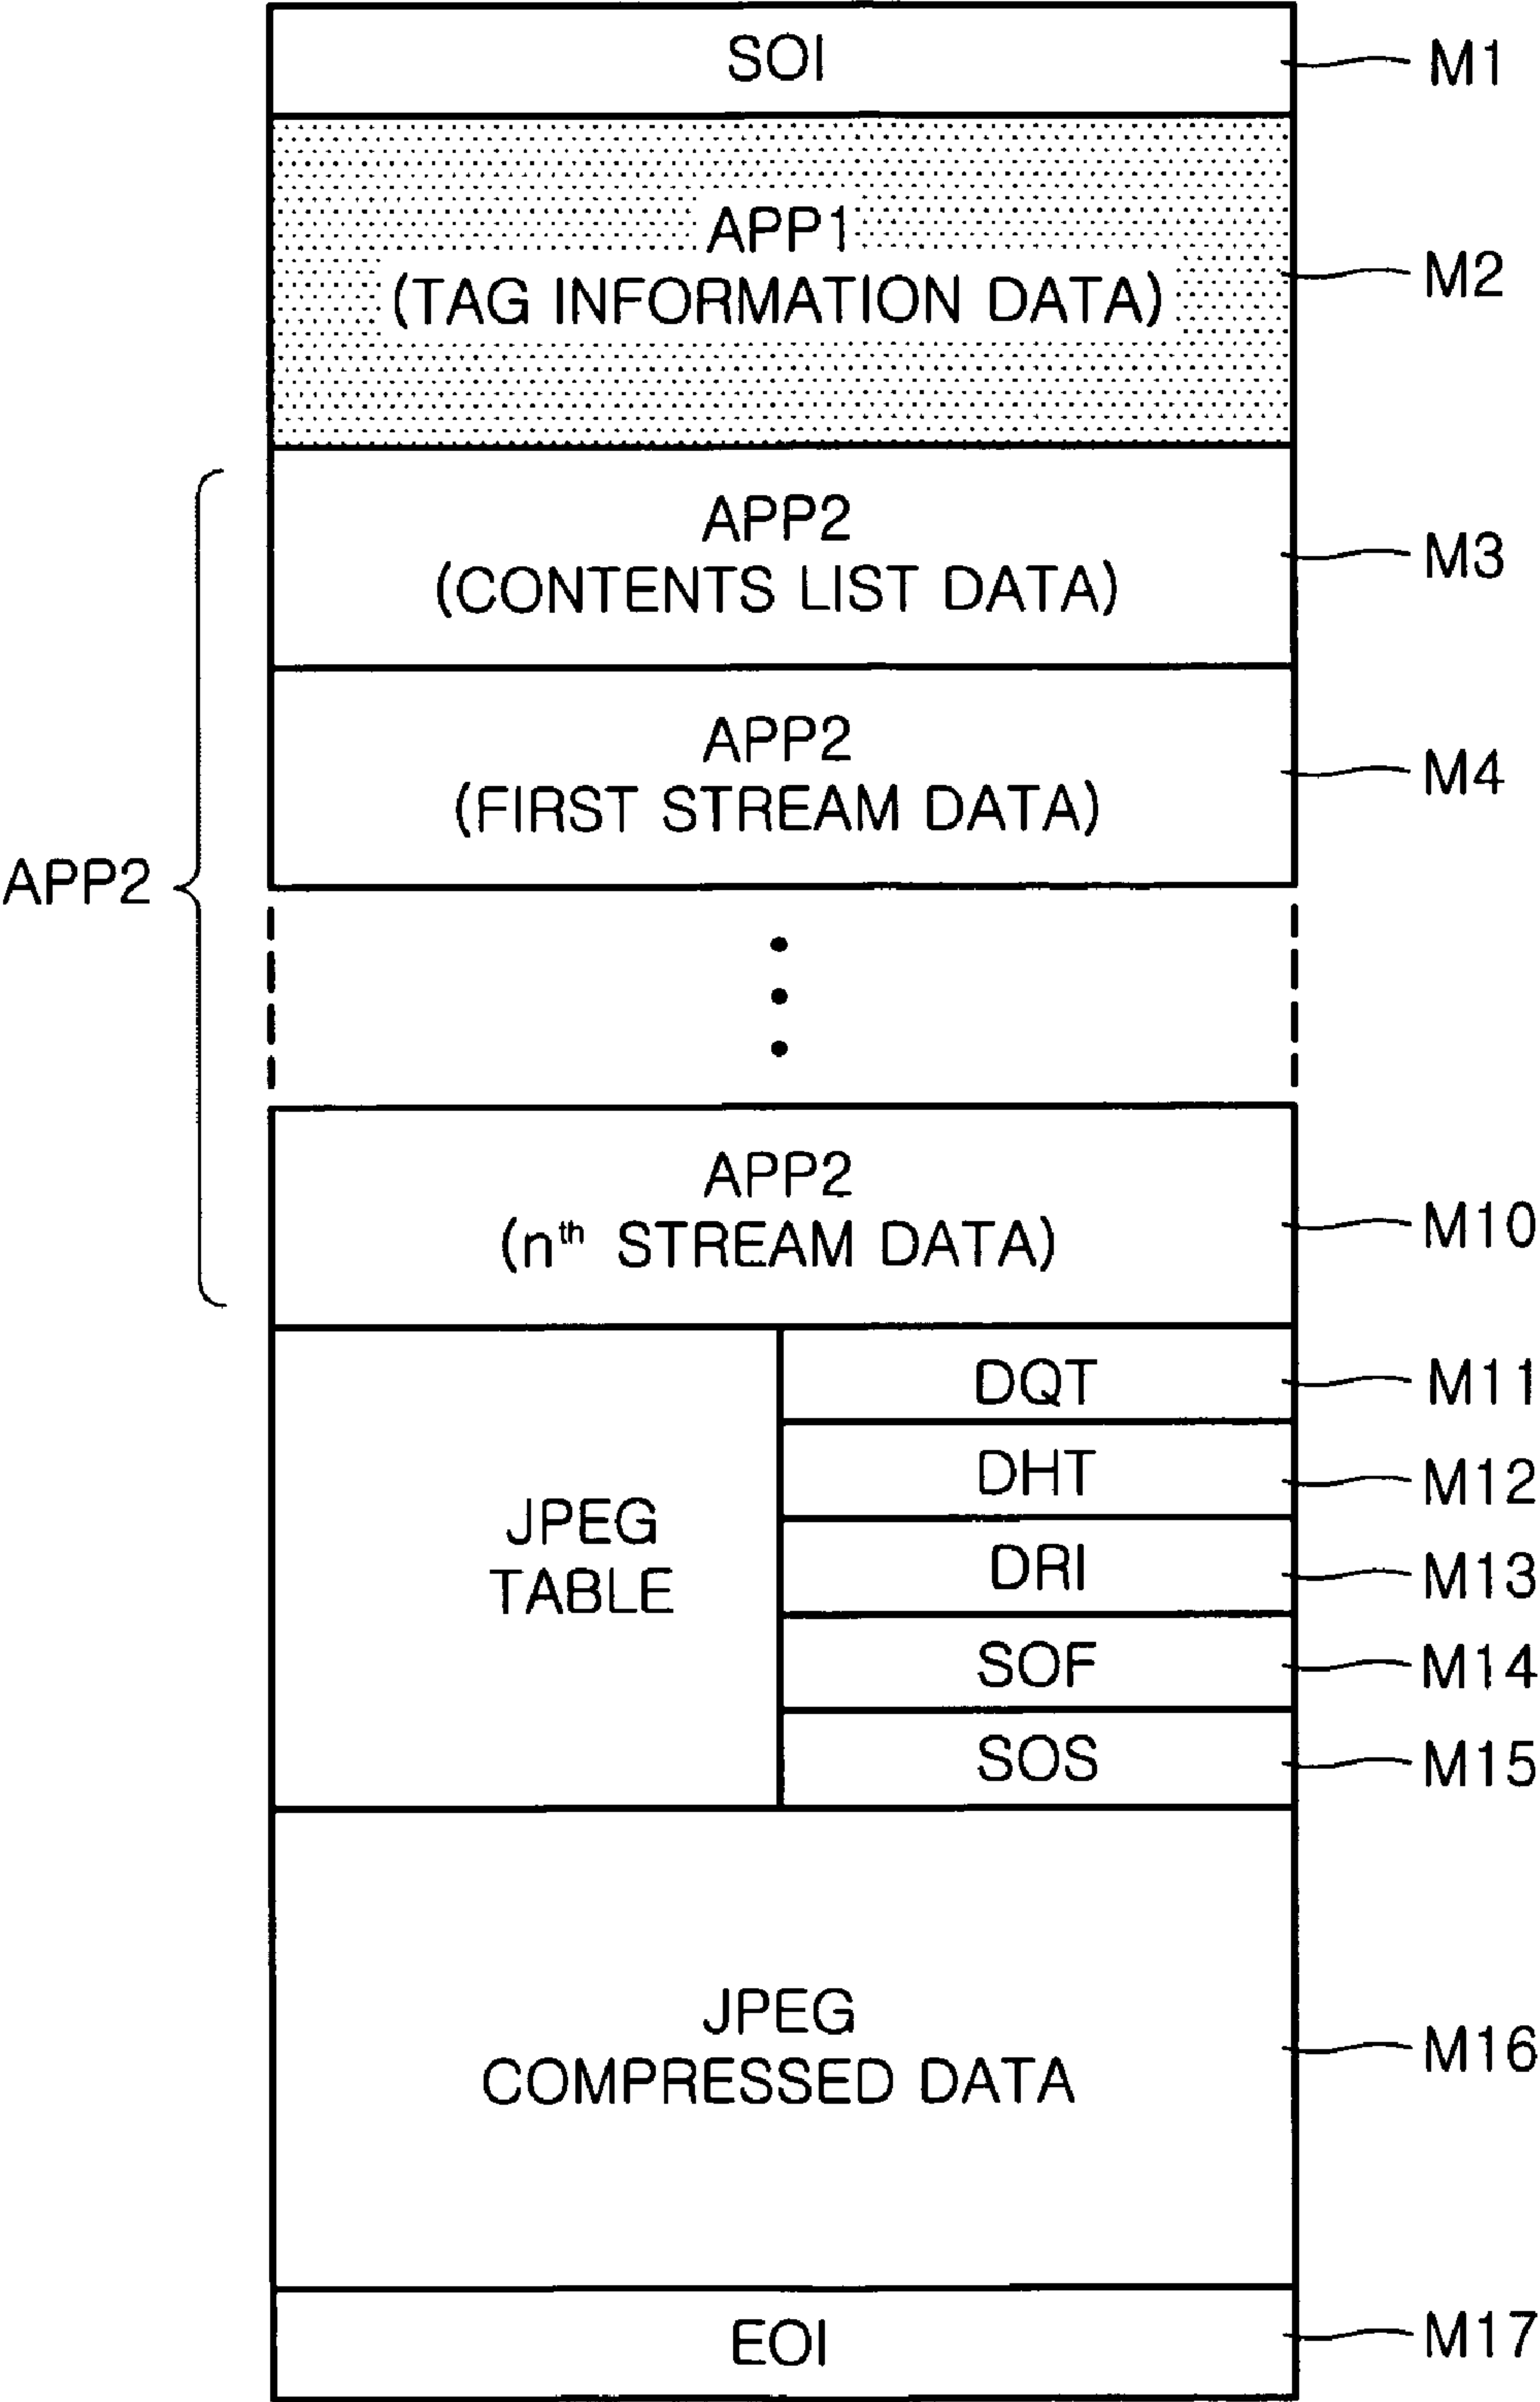 SOI
M1
APP1
(TAG INFORMATION DATA)
M2
APP2
(CONTENTS LIST DATA)
M3
APP2
(FIRST STREAM DATA)
M4
APP2
APP2
(nth STREAM DATA)
M10
JPEG
TABLE
DQT
M11
DHT
M12
DRI
M13
SOF
M14
SOS
M15
JPEG
COMPRESSED DATA
M16
EOI
M17